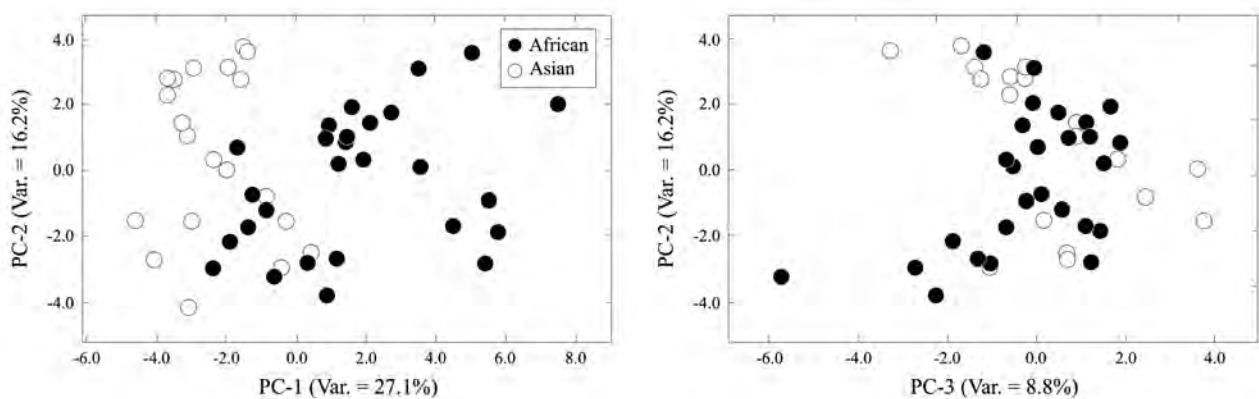 4.0
2.0
0.0
-2.0
-4.0
PC-2 (Var. = 16.2%)
African
Asian
-6.0 -4.0 -2.0 0.0 2.0 4.0 6.0 8.0
PC-1 (Var. = 27.1%)
4.0
2.0
0.0
-2.0
-4.0
PC-2 (Var. = 16.2%)
-6.0 -4.0 -2.0 0.0 2.0 4.0
PC-3 (Var. = 8.8%)